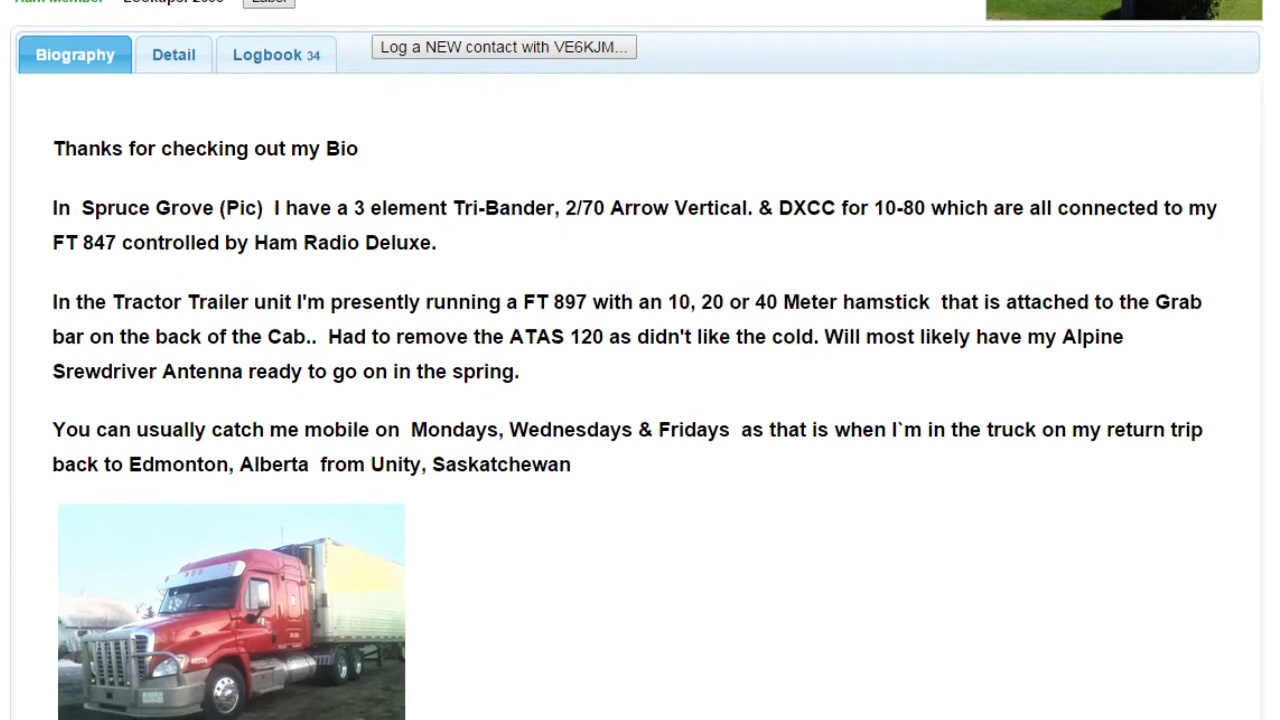 Ham Member Lookups: 2095 Label
Biography Detail Logbook 34 Log a NEW contact with VE6KJM...
Thanks for checking out my Bio
In Spruce Grove (Pic) I have a 3 element Tri-Bander, 2/70 Arrow Vertical. & DXCC for 10-80 which are all connected to my
FT 847 controlled by Ham Radio Deluxe.
In the Tractor Trailer unit I'm presently running a FT 897 with an 10, 20 or 40 Meter hamstick that is attached to the Grab
bar on the back of the Cab.. Had to remove the ATAS 120 as didn't like the cold. Will most likely have my Alpine
Srewdriver Antenna ready to go on in the spring.
You can usually catch me mobile on Mondays, Wednesdays & Fridays as that is when I`m in the truck on my return trip
back to Edmonton, Alberta from Unity, Saskatchewan